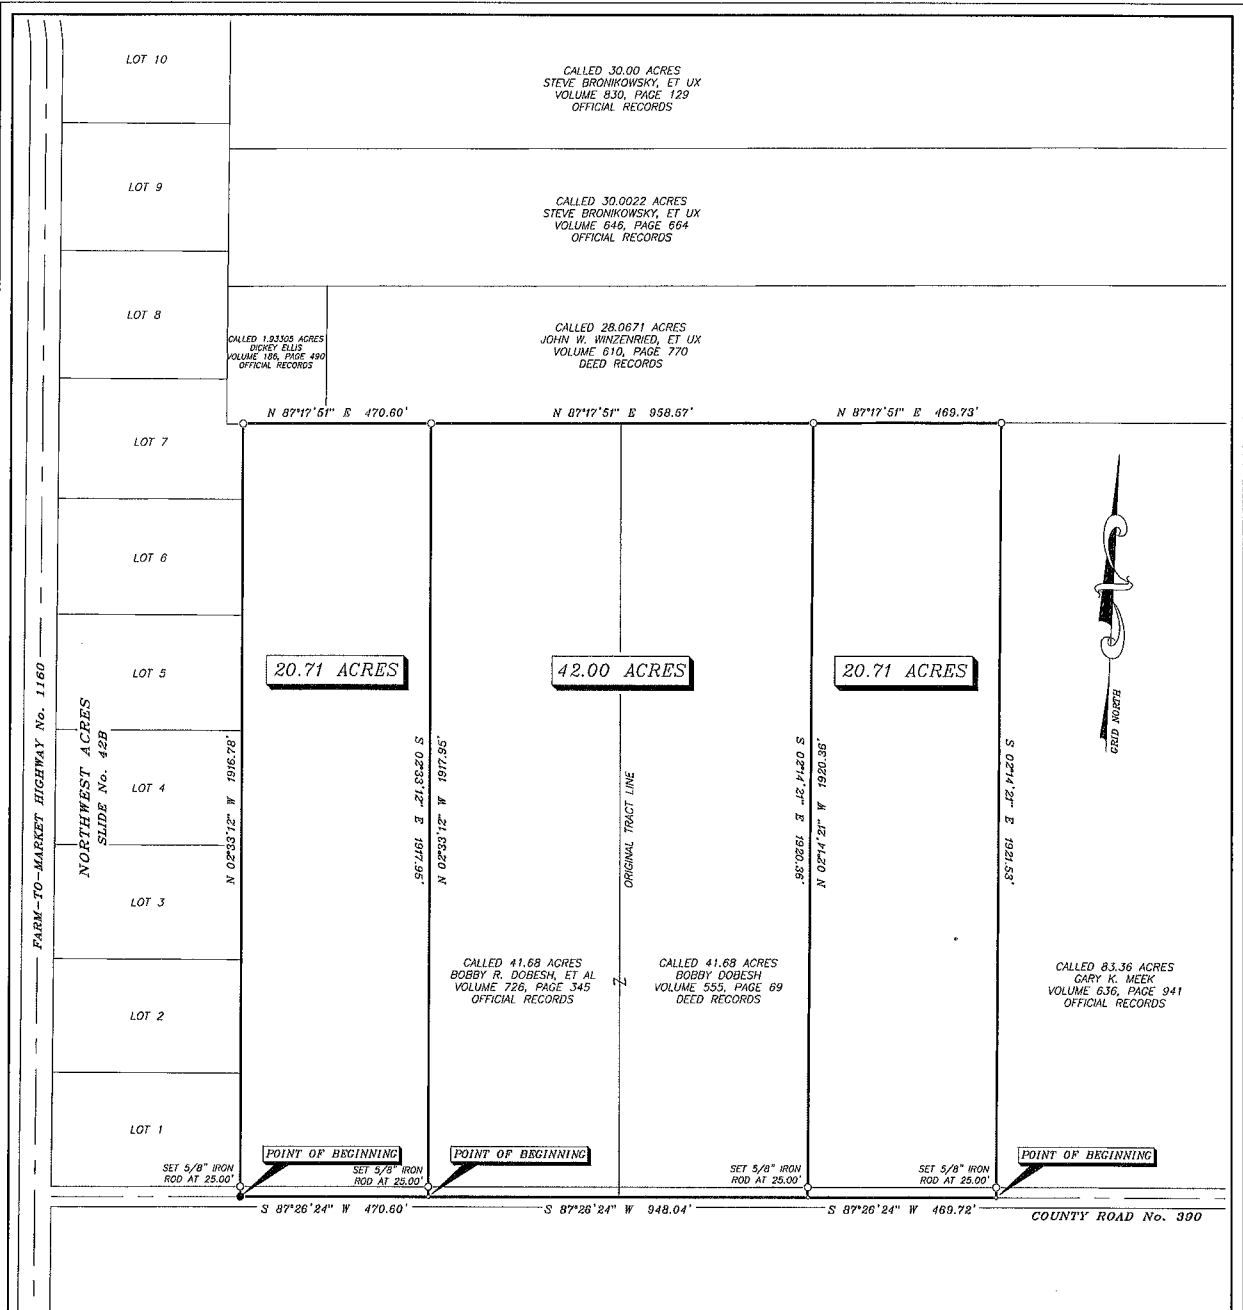 LOT 10
CALLED 30.00 ACRES
STEVE BRONIKOWSKY, ET UX
VOLUME 830, PAGE 129
OFFICIAL RECORDS
LOT 9
CALLED 30.0022 ACRES
STEVE BRONIKOWSKY, ET UX
VOLUME 646, PAGE 664
OFFICIAL RECORDS
LOT 8
CALLED 1.93305 ACRES
DICKEY ELLIS
VOLUME 186, PAGE 490
OFFICIAL RECORDS
CALLED 28.0671 ACRES
JOHN W. WINZENRIED, ET UX
VOLUME 610, PAGE 770
DEED RECORDS
N 87°17'51" E 470.60'
N 87°17'51" E 958.67'
N 87°17'51" E 469.73'
LOT 7
LOT 6
LOT 5
20.71 ACRES
42.00 ACRES
20.71 ACRES
GRID NORTH
FARM-TO-MARKET HIGHWAY No. 1160
NORTHWEST ACRES
SLIDE No. 42B
LOT 4
N 02°33'12" W 1916.78'
S 02°33'12" E 1917.95'
N 02°33'12" W 1917.95'
ORIGINAL TRACT LINE
S 02°14'21" E 1920.36'
N 02°14'21" W 1920.36'
S 02°14'21" E 1921.53'
LOT 3
CALLED 41.68 ACRES
BOBBY R. DOBESH, ET AL
VOLUME 726, PAGE 345
OFFICIAL RECORDS
CALLED 41.68 ACRES
BOBBY DOBESH
VOLUME 555, PAGE 69
DEED RECORDS
CALLED 83.36 ACRES
GARY K. MEEK
VOLUME 636, PAGE 941
OFFICIAL RECORDS
LOT 2
LOT 1
POINT OF BEGINNING
POINT OF BEGINNING
POINT OF BEGINNING
SET 5/8" IRON
ROD AT 25.00'
SET 5/8" IRON
ROD AT 25.00'
SET 5/8" IRON
ROD AT 25.00'
SET 5/8" IRON
ROD AT 25.00'
S 87°26'24" W 470.60'
S 87°26'24" W 948.04'
S 87°26'24" W 469.72'
COUNTY ROAD No. 390